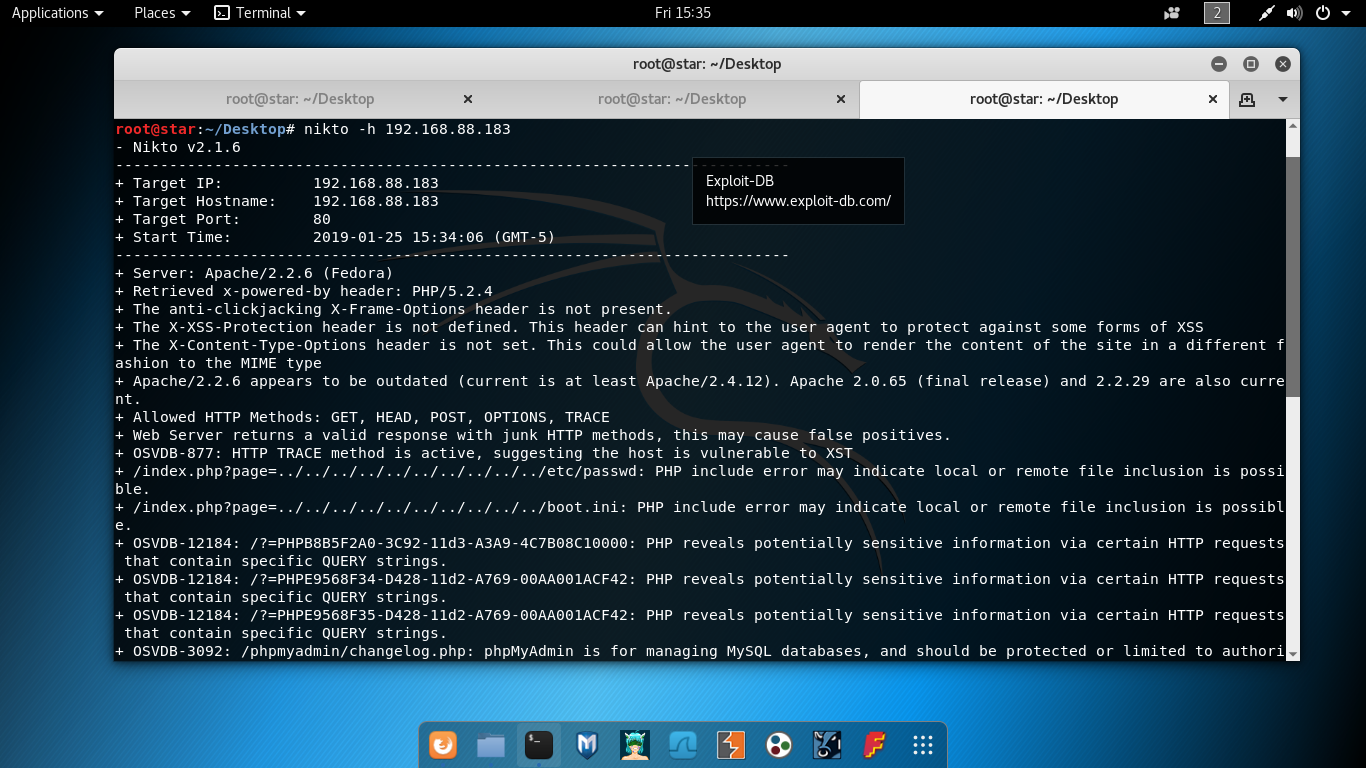 Applications Places Terminal Fri 15:35 2
root@star: ~/Desktop
root@star: ~/Desktop root@star: ~/Desktop root@star: ~/Desktop
root@star:~/Desktop# nikto -h 192.168.88.183
- Nikto v2.1.6
---------------------------------------------------------------------------
+ Target IP:          192.168.88.183
+ Target Hostname:    192.168.88.183
+ Target Port:        80
+ Start Time:         2019-01-25 15:34:06 (GMT-5)
---------------------------------------------------------------------------
Exploit-DB
https://www.exploit-db.com/
+ Server: Apache/2.2.6 (Fedora)
+ Retrieved x-powered-by header: PHP/5.2.4
+ The anti-clickjacking X-Frame-Options header is not present.
+ The X-XSS-Protection header is not defined. This header can hint to the user agent to protect against some forms of XSS
+ The X-Content-Type-Options header is not set. This could allow the user agent to render the content of the site in a different f
ashion to the MIME type
+ Apache/2.2.6 appears to be outdated (current is at least Apache/2.4.12). Apache 2.0.65 (final release) and 2.2.29 are also curre
nt.
+ Allowed HTTP Methods: GET, HEAD, POST, OPTIONS, TRACE
+ Web Server returns a valid response with junk HTTP methods, this may cause false positives.
+ OSVDB-877: HTTP TRACE method is active, suggesting the host is vulnerable to XST
+ /index.php?page=../../../../../../../../../../etc/passwd: PHP include error may indicate local or remote file inclusion is possi
ble.
+ /index.php?page=../../../../../../../../../../boot.ini: PHP include error may indicate local or remote file inclusion is possibl
e.
+ OSVDB-12184: /?=PHPB8B5F2A0-3C92-11d3-A3A9-4C7B08C10000: PHP reveals potentially sensitive information via certain HTTP requests
 that contain specific QUERY strings.
+ OSVDB-12184: /?=PHPE9568F34-D428-11d2-A769-00AA001ACF42: PHP reveals potentially sensitive information via certain HTTP requests
 that contain specific QUERY strings.
+ OSVDB-12184: /?=PHPE9568F35-D428-11d2-A769-00AA001ACF42: PHP reveals potentially sensitive information via certain HTTP requests
 that contain specific QUERY strings.
+ OSVDB-3092: /phpmyadmin/changelog.php: phpMyAdmin is for managing MySQL databases, and should be protected or limited to authori